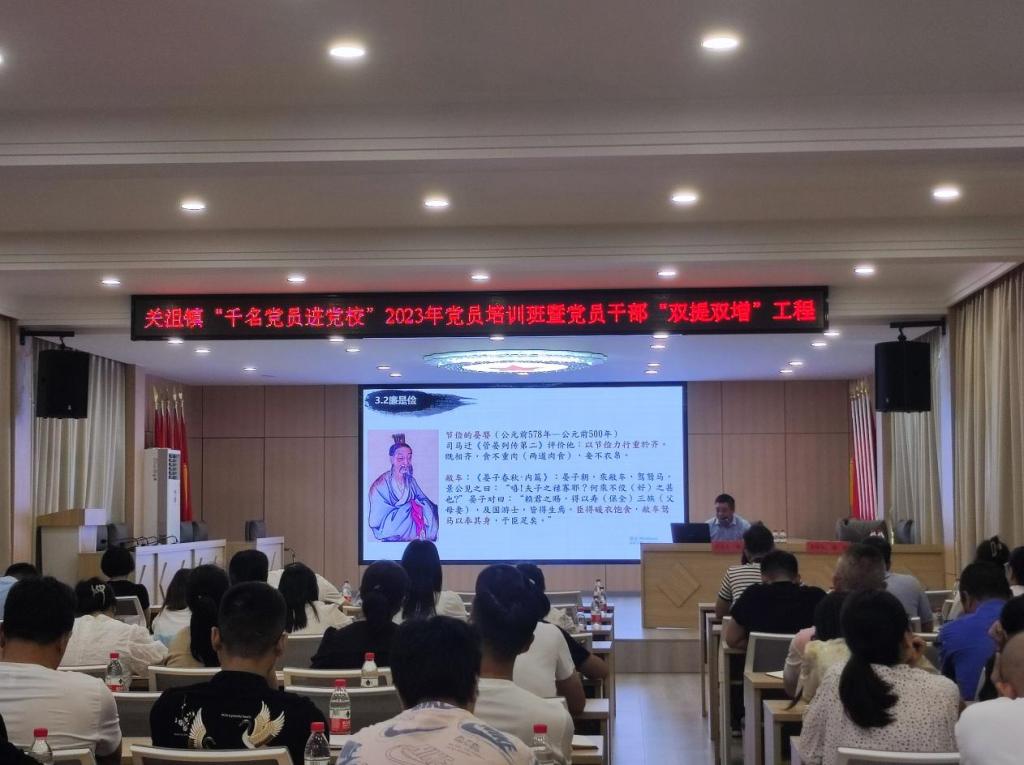 关沮镇“千名党员进党校”2023年党员培训班暨党员干部“双提双增”工程
3.2廉是俭
节俭的晏婴（公元前578年—公元前500年）
司马迁《管晏列传第二》评价他：以节俭力行重於齐。
既相齐，食不重肉（两道肉食），妾不衣帛。
敝车：《晏子春秋·内篇》：晏子朝，乘敝车，驾驽马，
景公见之曰：“嘻！夫子之禄寡耶？何乘不佼（好）之甚
也？”晏子对曰：“赖君之赐，得以寿（保全）三族（父
母妻），及国游士，皆得生焉。臣得暖衣饱食，敝车驽
马以奉其身，于臣足矣。”